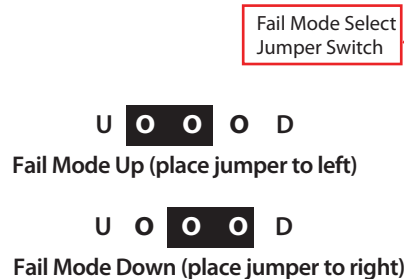 Fail Mode Select
Jumper Switch
U O O O D
Fail Mode Up (place jumper to left)
U O O O D
Fail Mode Down (place jumper to right)